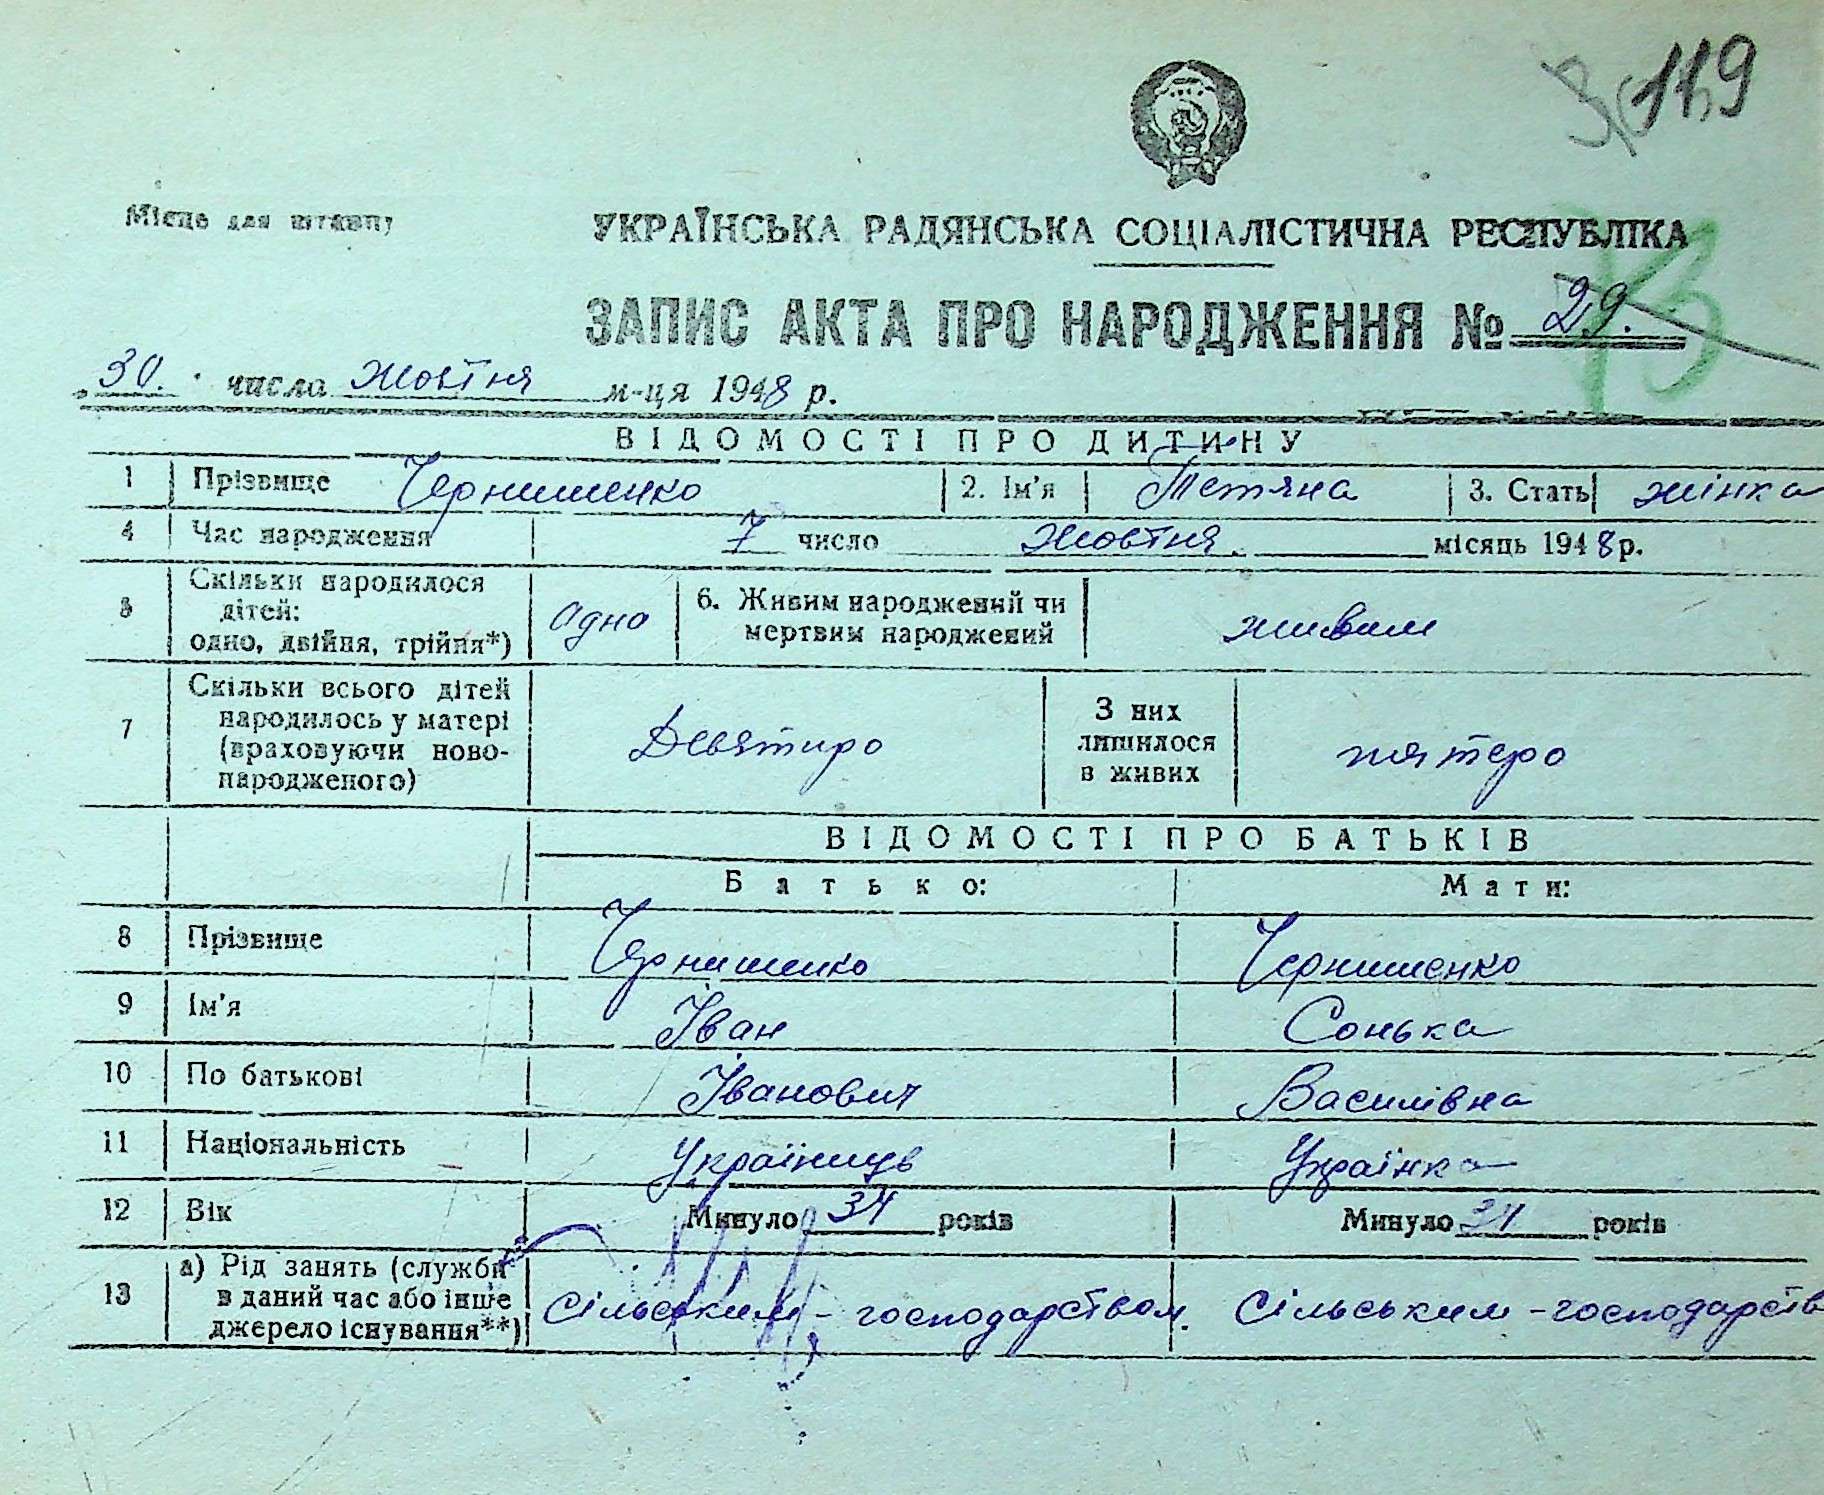 119
Місце для штампу
УКРАЇНСЬКА РАДЯНСЬКА СОЦІАЛІСТИЧНА РЕСПУБЛІКА
ЗАПИС АКТА ПРО НАРОДЖЕННЯ № 29.
30. числа жовтня м-ця 1948 р.
ВІДОМОСТІ ПРО ДИТИНУ
1 Прізвище Чернишенко 2. Ім'я Тетяна 3. Стать жінка
4 Час народження 7 число жовтня. місяць 1948 р.
5 Скільки народилося дітей: одно, двійня, трійня*) одно 6. Живим народжений чи мертвим народжений живим
7 Скільки всього дітей народилось у матері (враховуючи новонародженого) Девятиро З них лишилося в живих пятеро
ВІДОМОСТІ ПРО БАТЬКІВ
Батько: Мати:
8 Прізвище Чернишенко Чернишенко
9 Ім'я Іван Сонька
10 По батькові Іванович Василівна
11 Національність Українць Українка
12 Вік Минуло 34 років Минуло 34 років
13 а) Рід занять (служби в даний час або інше джерело існування**) Сільським-господарством. Сільським-господарств